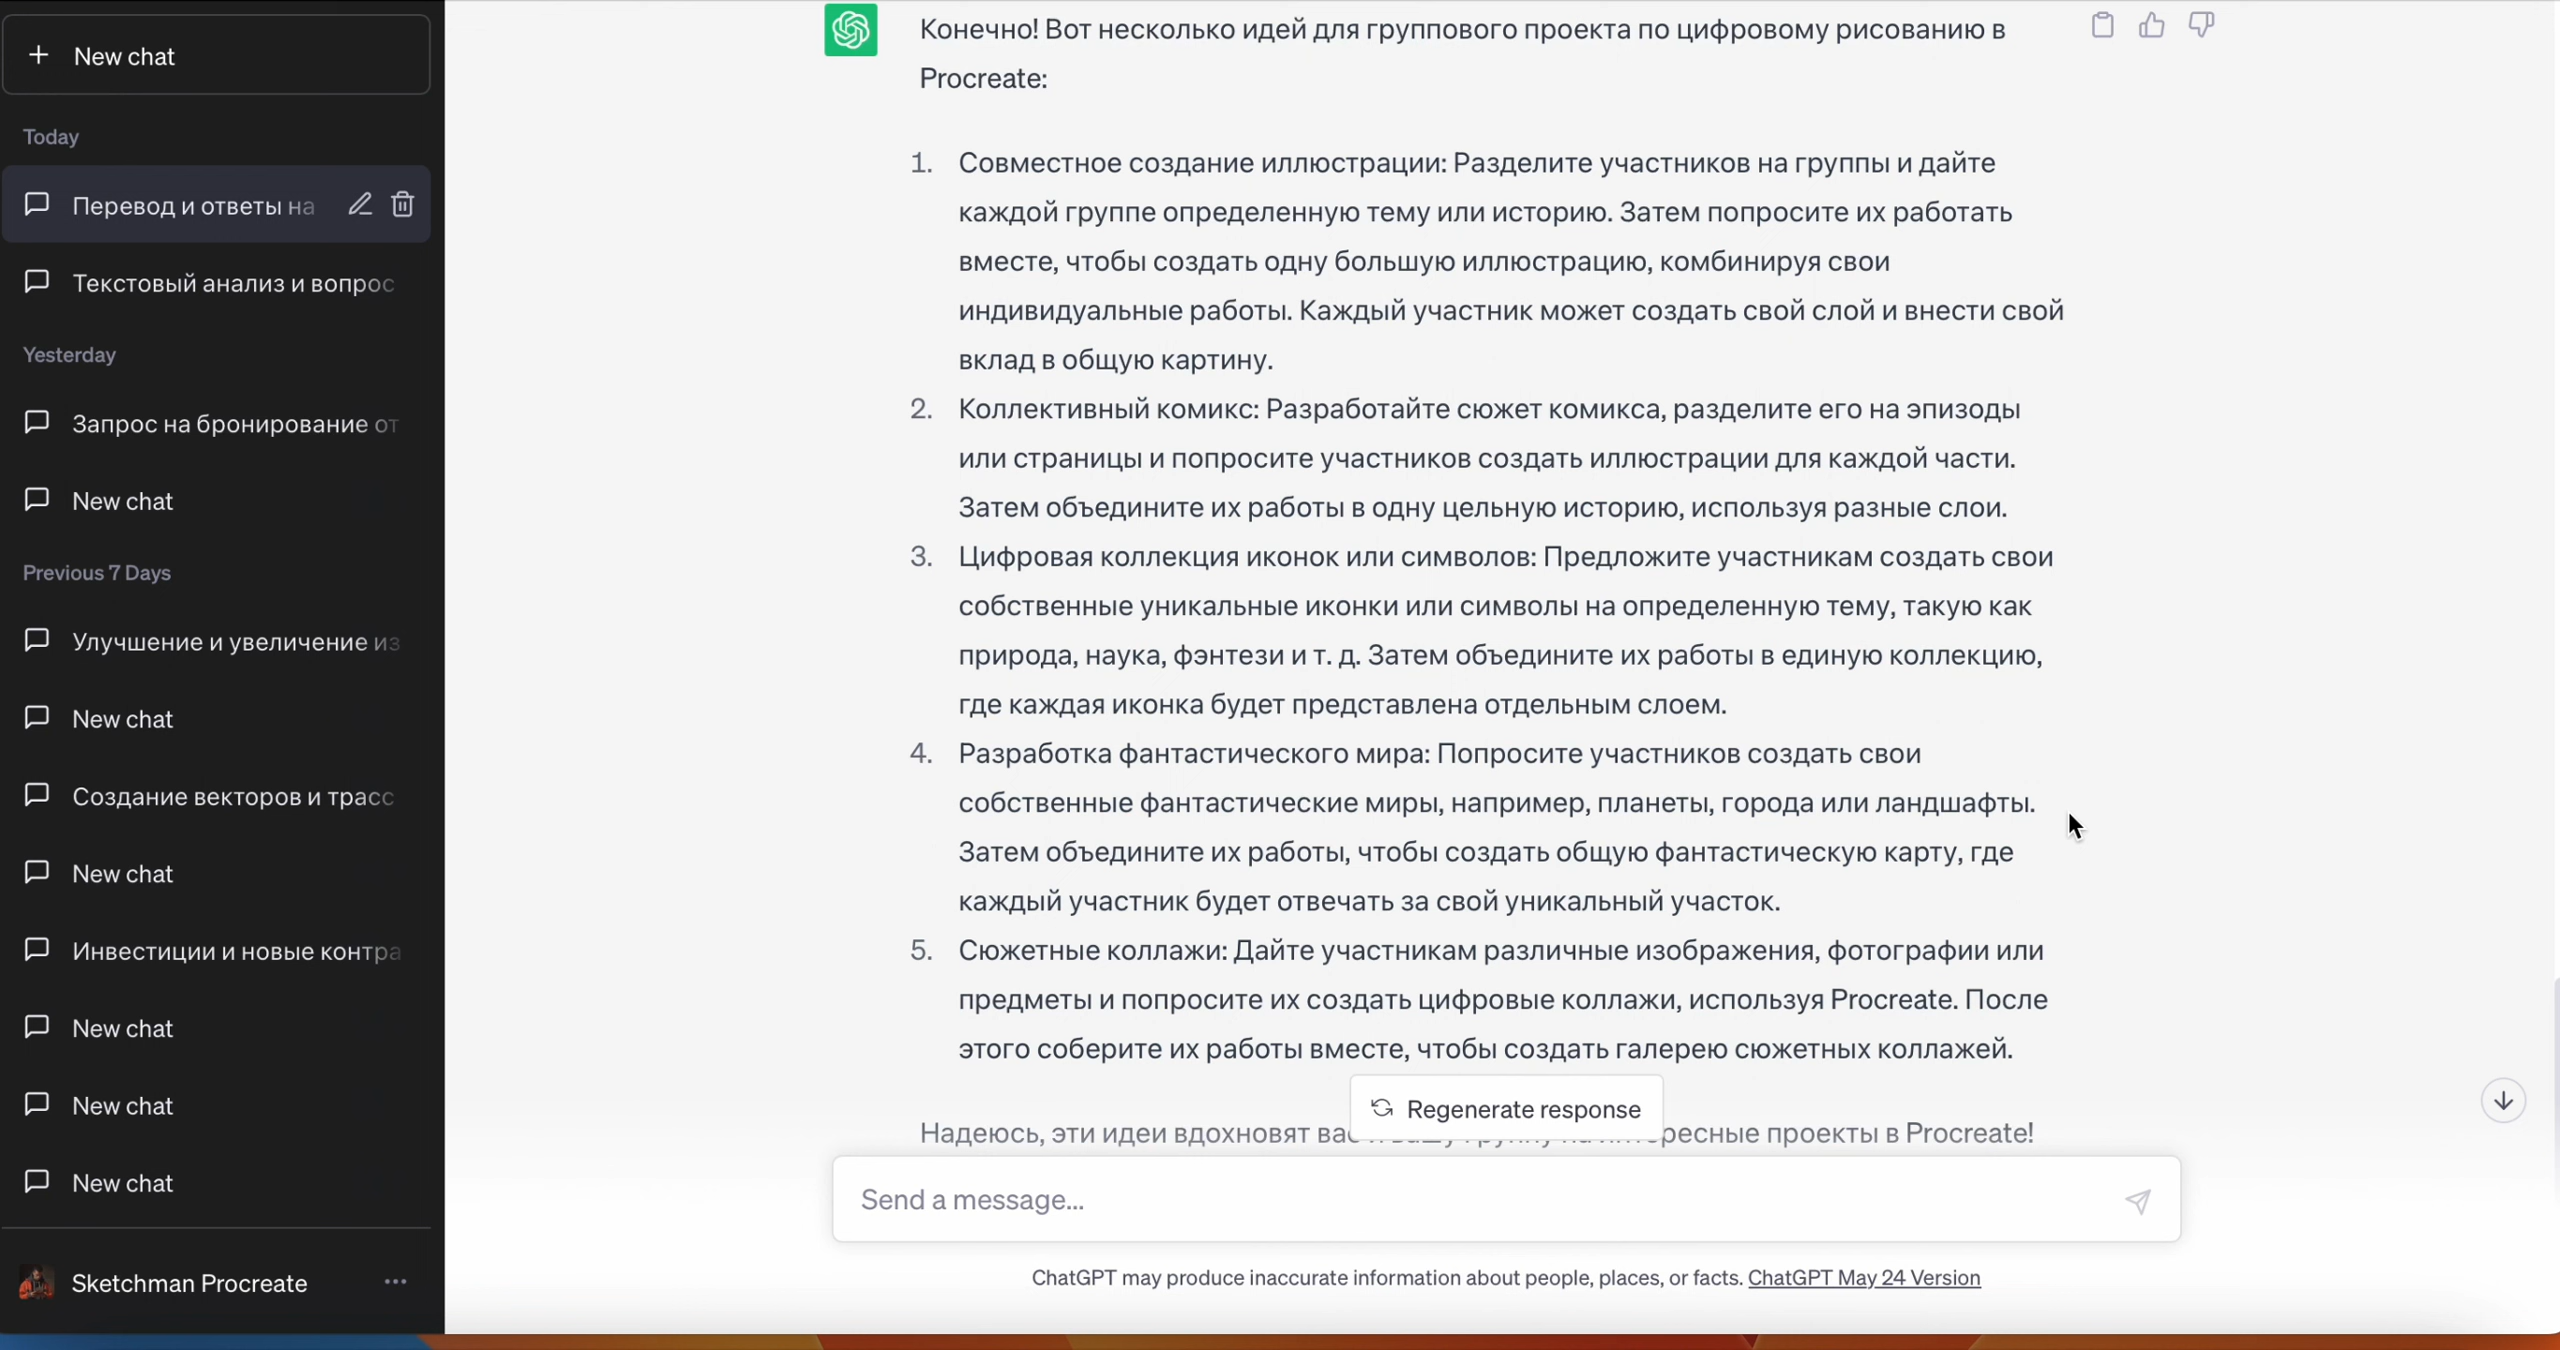 New chat
Today
Перевод и ответы на
Текстовый анализ и вопрос
Yesterday
Запрос на бронирование от
New chat
Previous 7 Days
Улучшение и увеличение из
New chat
Создание векторов и трасс
New chat
Инвестиции и новые контра
New chat
New chat
New chat
Sketchman Procreate
Конечно! Вот несколько идей для группового проекта по цифровому рисованию в
Procreate:
1. Совместное создание иллюстрации: Разделите участников на группы и дайте
каждой группе определенную тему или историю. Затем попросите их работать
вместе, чтобы создать одну большую иллюстрацию, комбинируя свои
индивидуальные работы. Каждый участник может создать свой слой и внести свой
вклад в общую картину.
2. Коллективный комикс: Разработайте сюжет комикса, разделите его на эпизоды
или страницы и попросите участников создать иллюстрации для каждой части.
Затем объедините их работы в одну цельную историю, используя разные слои.
3. Цифровая коллекция иконок или символов: Предложите участникам создать свои
собственные уникальные иконки или символы на определенную тему, такую как
природа, наука, фэнтези и т. д. Затем объедините их работы в единую коллекцию,
где каждая иконка будет представлена отдельным слоем.
4. Разработка фантастического мира: Попросите участников создать свои
собственные фантастические миры, например, планеты, города или ландшафты.
Затем объедините их работы, чтобы создать общую фантастическую карту, где
каждый участник будет отвечать за свой уникальный участок.
5. Сюжетные коллажи: Дайте участникам различные изображения, фотографии или
предметы и попросите их создать цифровые коллажи, используя Procreate. После
этого соберите их работы вместе, чтобы создать галерею сюжетных коллажей.
Regenerate response
Надеюсь, эти идеи вдохновят проекты в Procreate!
Send a message...
ChatGPT may produce inaccurate information about people, places, or facts. ChatGPT May 24 Version